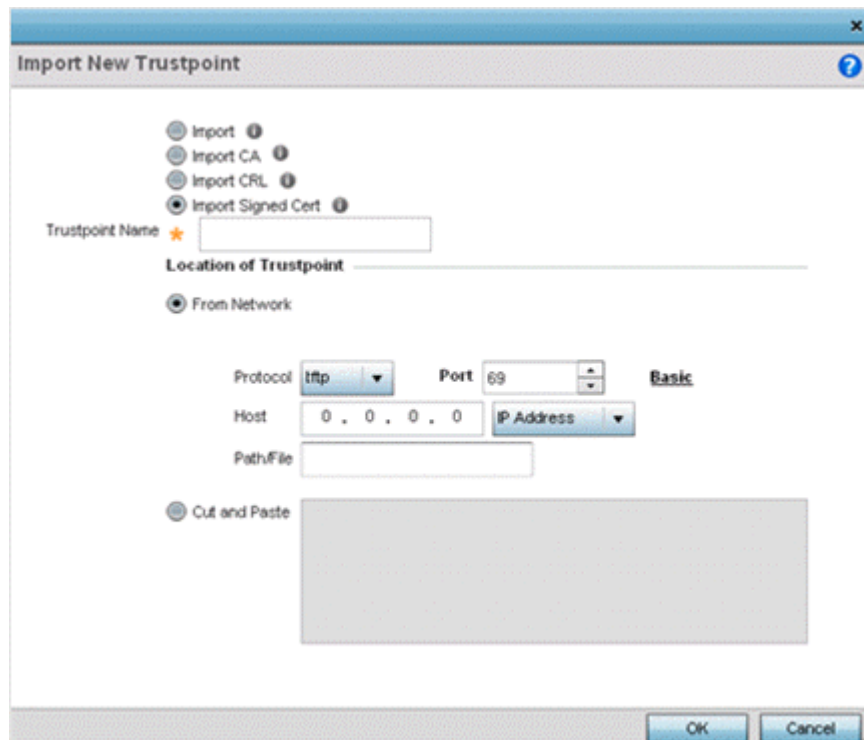 Import New Trustpoint
Import
Import CA
Import CRL
Import Signed Cert
Trustpoint Name
Location of Trustpoint
From Network
Protocol tftp Port 69 Basic
Host 0 . 0 . 0 . 0 IP Address
Path/File
Cut and Paste
OK Cancel